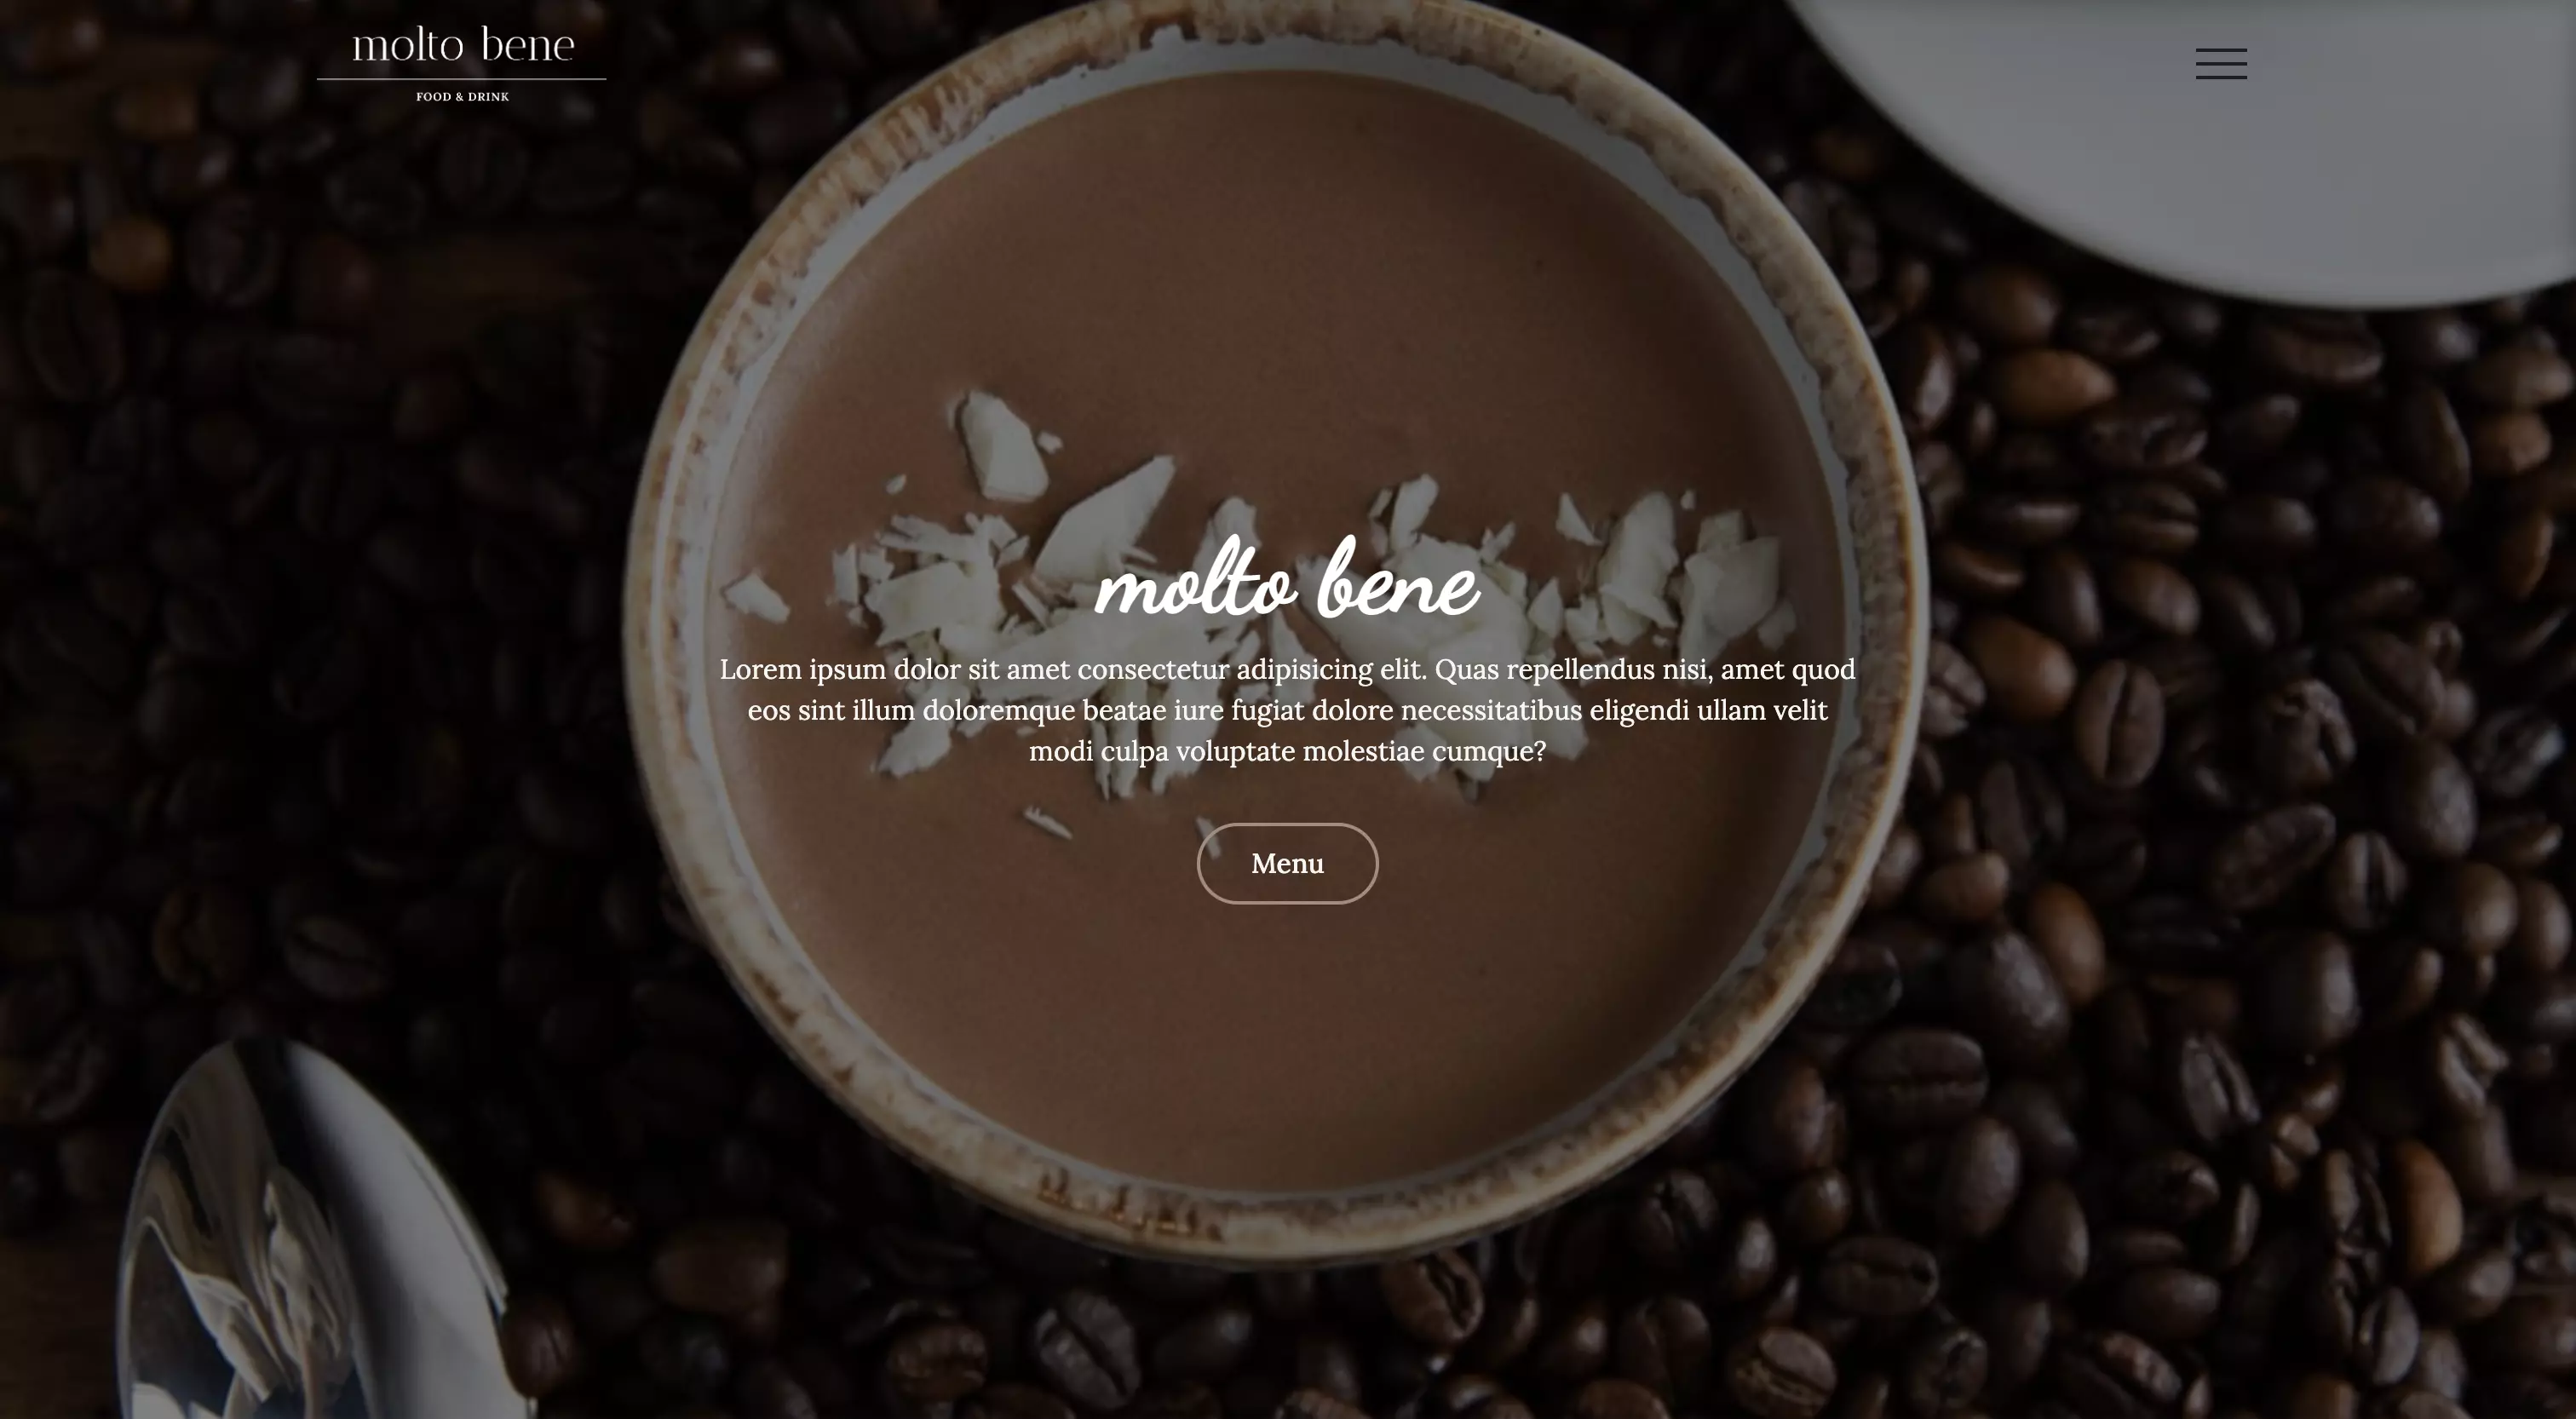 molto bene
FOOD & DRINK
molto bene
Lorem ipsum dolor sit amet consectetur adipisicing elit. Quas repellendus nisi, amet quod
eos sint illum doloremque beatae iure fugiat dolore necessitatibus eligendi ullam velit
modi culpa voluptate molestiae cumque?
Menu